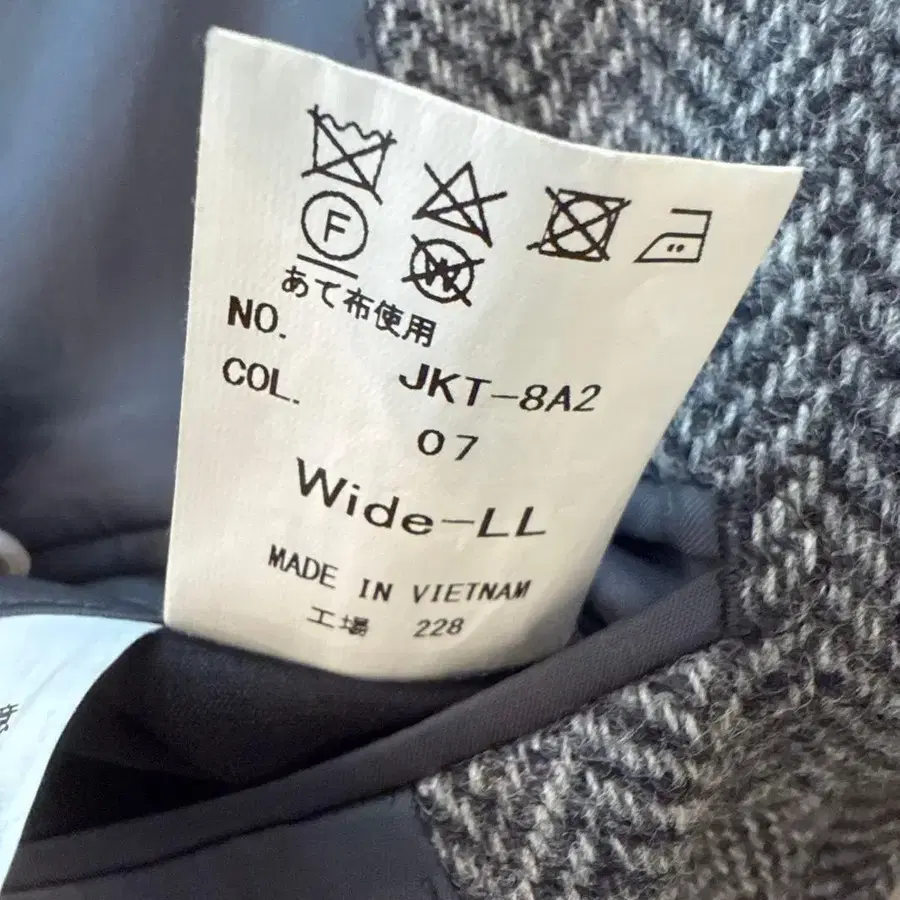 F
W
あて布使用
NO. JKT-8A2
COL. 07
Wide-LL
MADE IN VIETNAM
工場 228